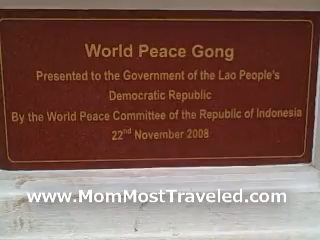 World Peace Gong
Presented to the Government of the Lao People's
Democratic Republic
By the World Peace Committee of the Republic of Indonesia
22nd November 2008
www.MomMostTraveled.com